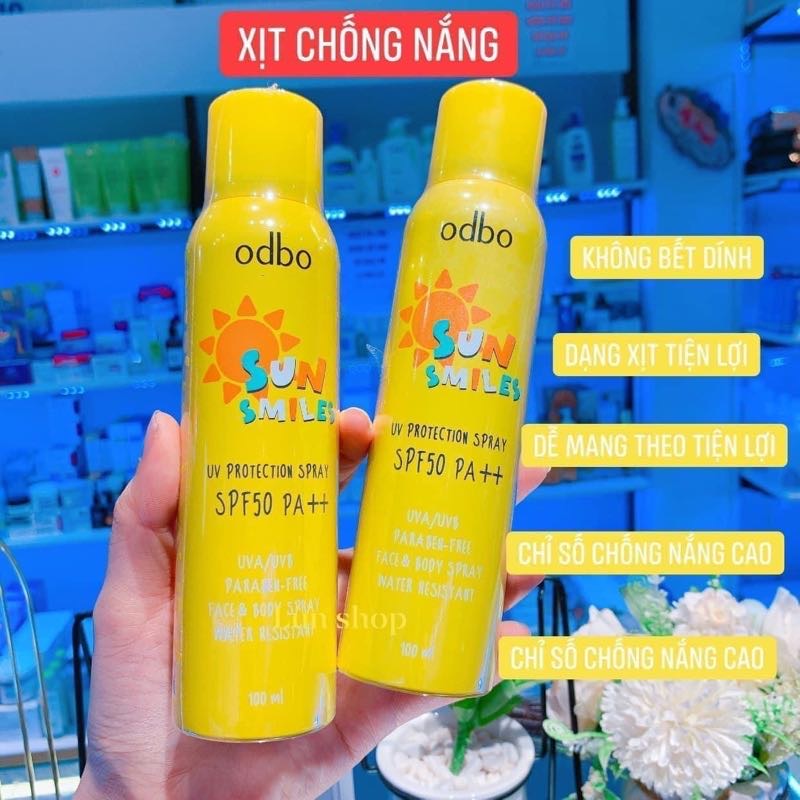 XỊT CHỐNG NẮNG
odbo
SUN
SMILES
UV PROTECTION SPRAY
SPF50 PA++
UVA/UVB
PARABEN-FREE
FACE & BODY SPRAY
WATER RESISTANT
100 ml
odbo
SUN
SMILES
UV PROTECTION SPRAY
SPF50 PA++
UVA/UVB
PARABEN-FREE
FACE & BODY SPRAY
WATER RESISTANT
100 ml
Lun shop
KHÔNG BẾT DÍNH
DẠNG XỊT TIỆN LỢI
DỄ MANG THEO TIỆN LỢI
CHỈ SỐ CHỐNG NẮNG CAO
CHỈ SỐ CHỐNG NẮNG CAO